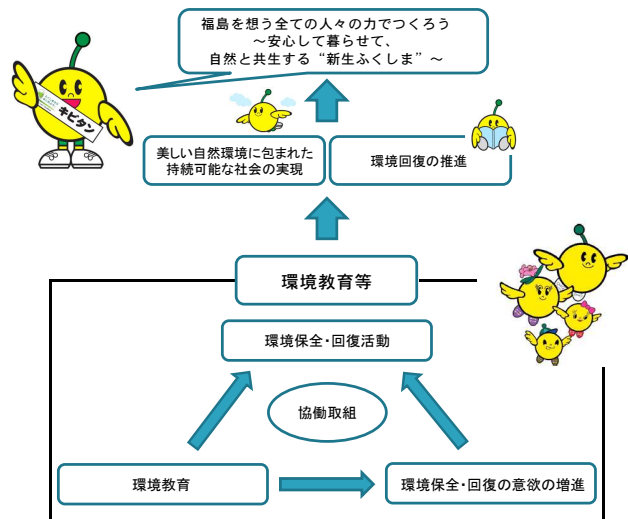 福島を想う全ての人々の力でつくろう
～安心して暮らせて、
自然と共生する“新生ふくしま”～
キビタン
美しい自然環境に包まれた
持続可能な社会の実現
環境回復の推進
環境教育等
環境保全・回復活動
協働取組
環境教育
環境保全・回復の意欲の増進